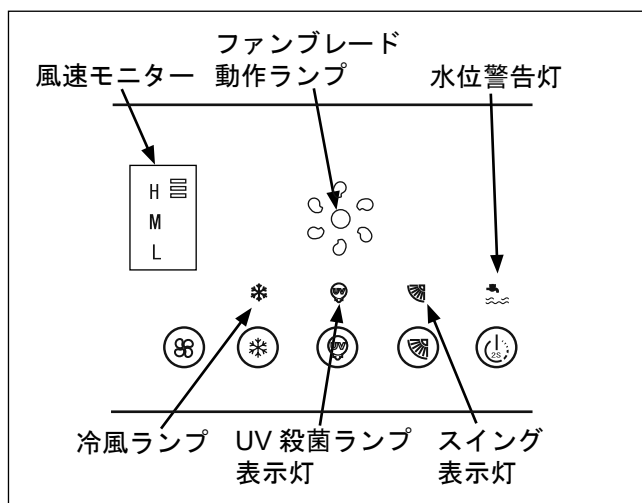 ファンブレード
動作ランプ
風速モニター
水位警告灯
H
M
L
UV
UV
2S
冷風ランプ
UV 殺菌ランプ
表示灯
スイング
表示灯